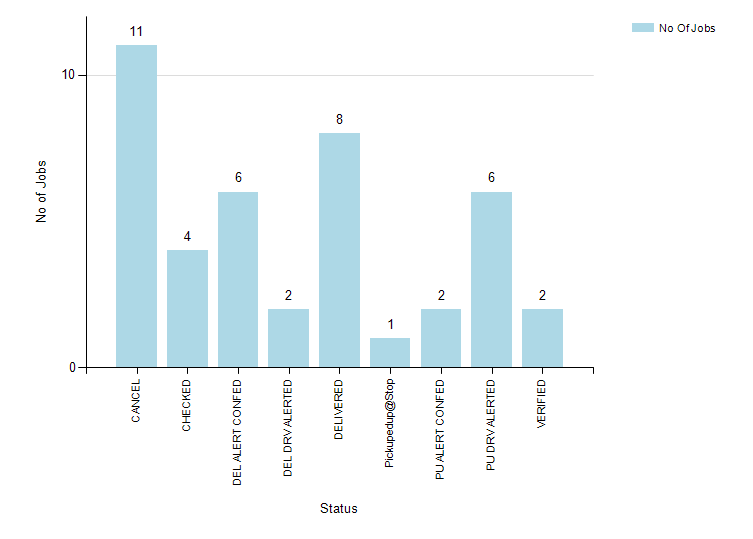 No Of Jobs
11
10
8
6
6
4
2
2
2
1
0
No of Jobs
CANCEL
CHECKED
DEL ALERT CONFED
DEL DRV ALERTED
DELIVERED
Pickupedup@Stop
PU ALERT CONFED
PU DRV ALERTED
VERIFIED
Status